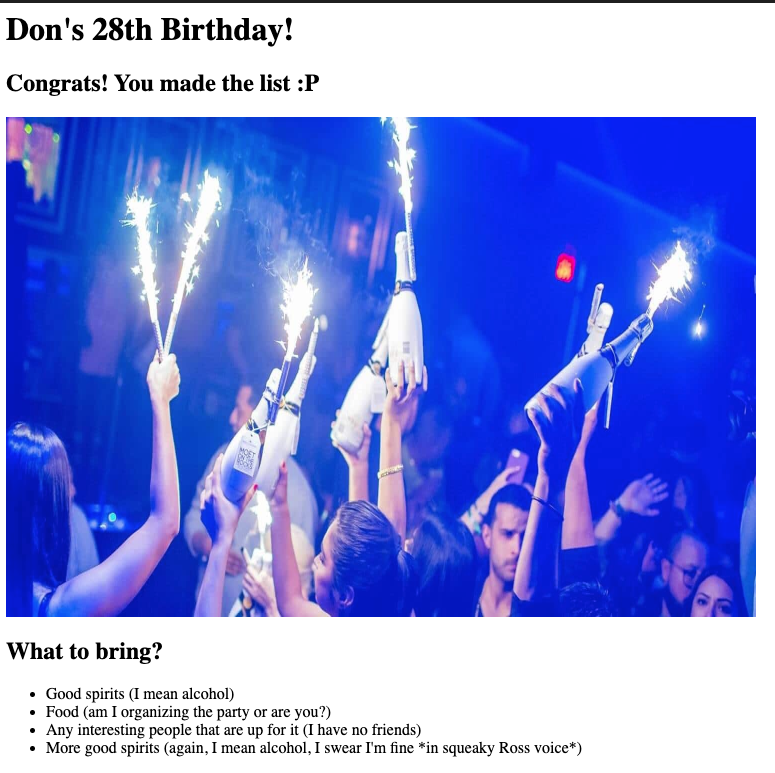 Don's 28th Birthday!
Congrats! You made the list :P
MOËT
What to bring?
Good spirits (I mean alcohol)
Food (am I organizing the party or are you?)
Any interesting people that are up for it (I have no friends)
More good spirits (again, I mean alcohol, I swear I'm fine *in squeaky Ross voice*)